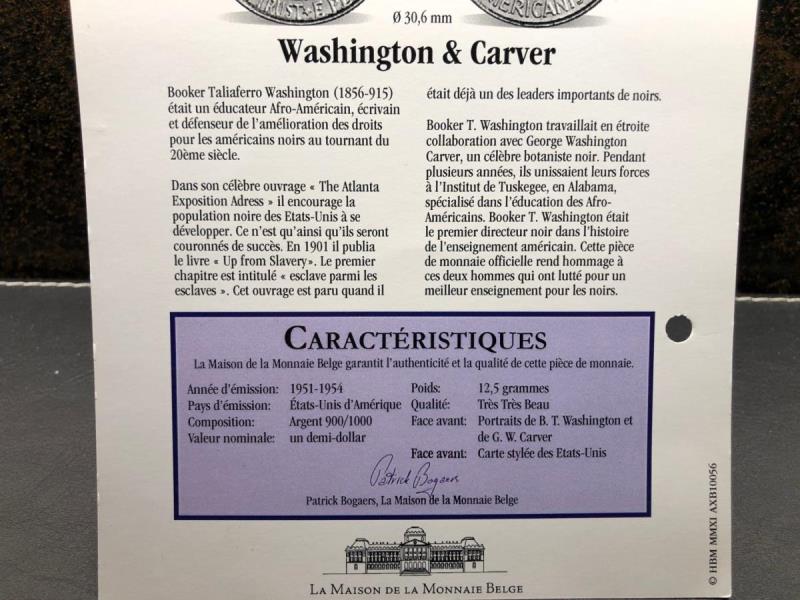 TRUST
AMERICANIS
Ø 30,6 mm
Washington & Carver
Booker Taliaferro Washington (1856-915)
était un éducateur Afro-Américain, écrivain
et défenseur de l'amélioration des droits
pour les américains noirs au tournant du
20ème siècle.
Dans son célèbre ouvrage « The Atlanta
Exposition Adress » il encourage la
population noire des Etats-Unis à se
développer. Ce n'est qu'ainsi qu'ils seront
couronnés de succès. En 1901 il publia
le livre « Up from Slavery». Le premier
chapitre est intitulé « esclave parmi les
esclaves ». Cet ouvrage est paru quand il
était déjà un des leaders importants de noirs.
Booker T. Washington travaillait en étroite
collaboration avec George Washington
Carver, un célèbre botaniste noir. Pendant
plusieurs années, ils unissaient leurs forces
à l'Institut de Tuskegee, en Alabama,
spécialisé dans l'éducation des Afro-
Américains. Booker T. Washington était
le premier directeur noir dans l'histoire
de l'enseignement américain. Cette pièce
de monnaie officielle rend hommage à
ces deux hommes qui ont lutté pour un
meilleur enseignement pour les noirs.
CARACTÉRISTIQUES
La Maison de la Monnaie Belge garantit l'authenticité et la qualité de cette pièce de monnaie.
Année d'émission: 1951-1954
Pays d'émission: États-Unis d'Amérique
Composition: Argent 900/1000
Valeur nominale: un demi-dollar
Poids: 12,5 grammes
Qualité: Très Très Beau
Face avant: Portraits de B. T. Washington et
de G. W. Carver
Face avant: Carte stylée des Etats-Unis
Patrick Bogaers
Patrick Bogaers, La Maison de la Monnaie Belge
LA MAISON DE LA MONNAIE BELGE
© HBM MMXI AXB10056